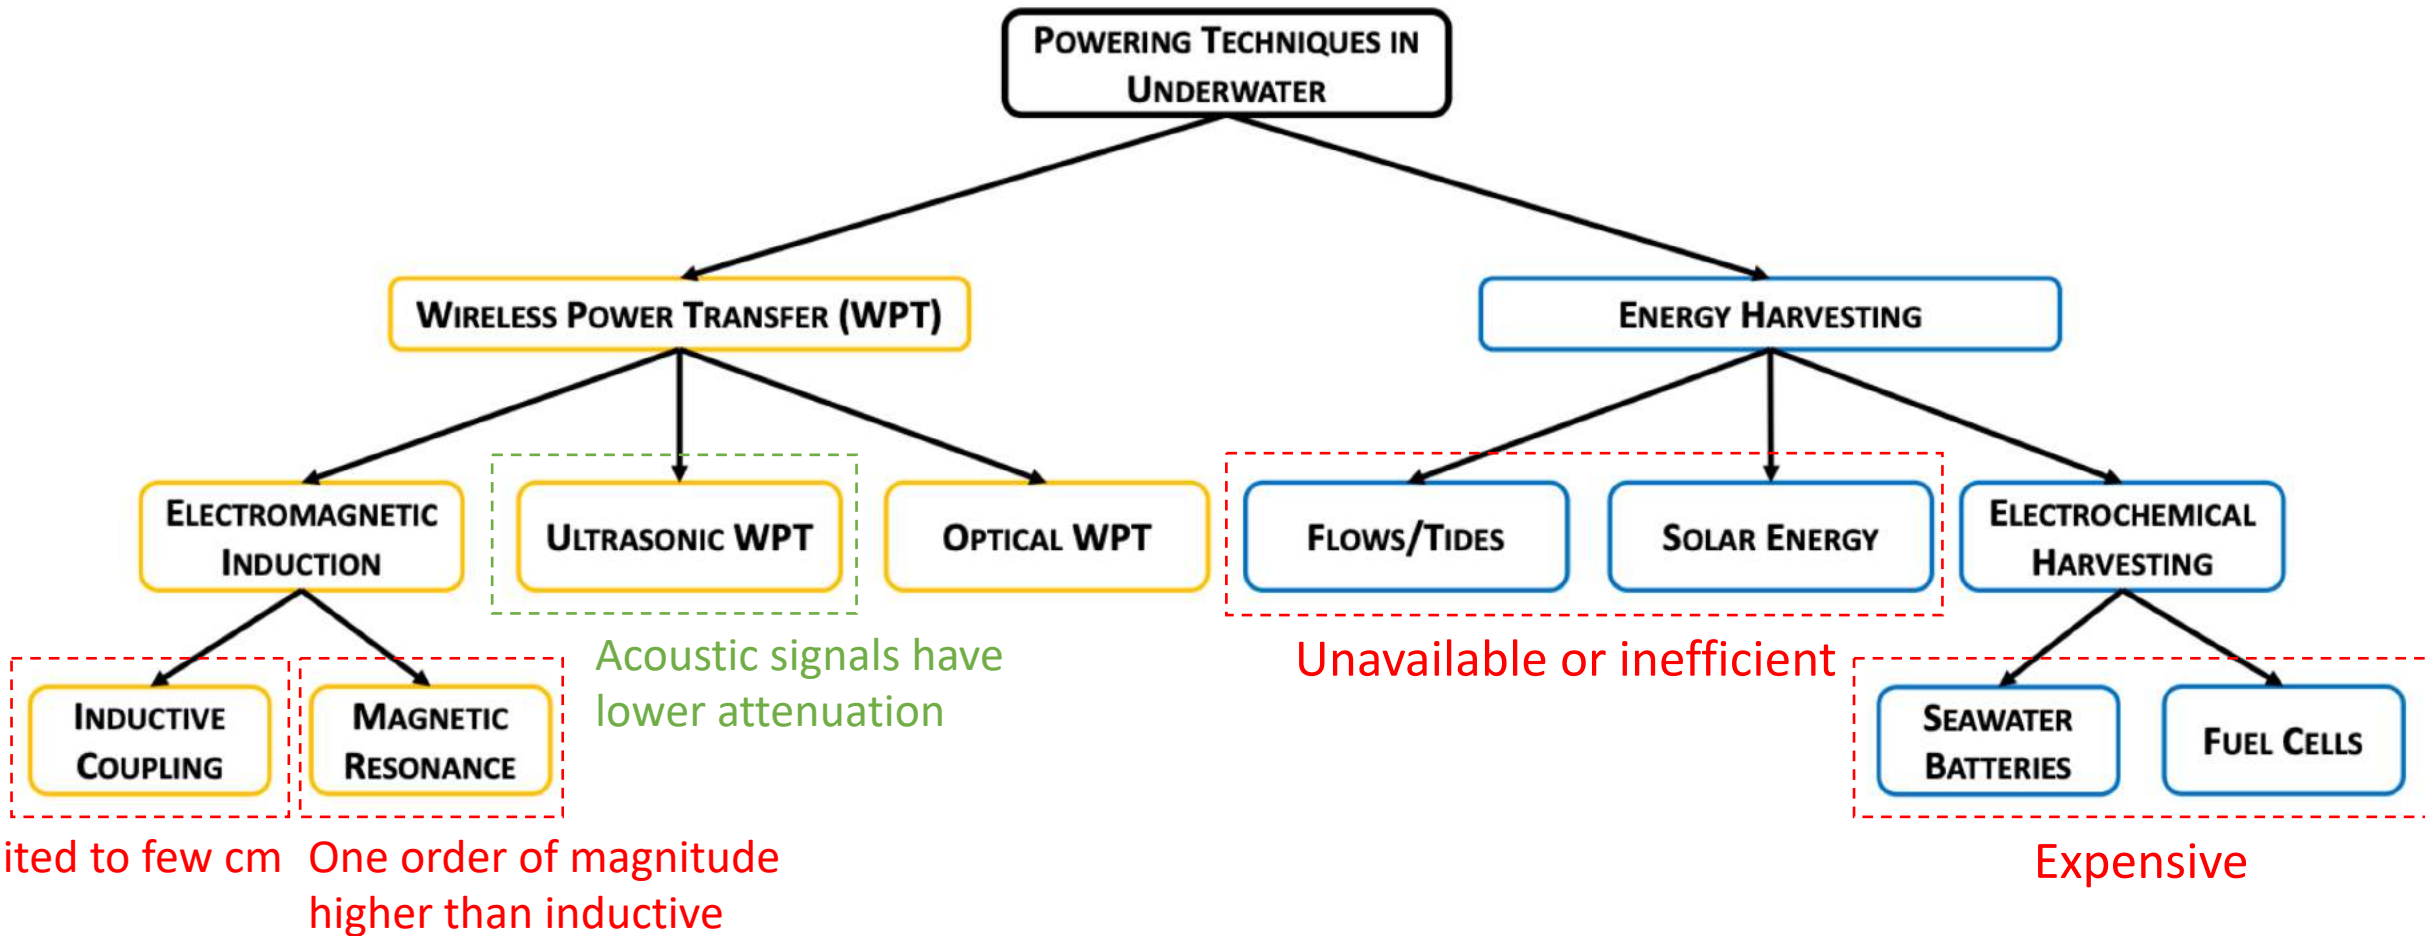 POWERING TECHNIQUES IN
UNDERWATER
WIRELESS POWER TRANSFER (WPT)
ENERGY HARVESTING
ELECTROMAGNETIC
INDUCTION
ULTRASONIC WPT
OPTICAL WPT
FLOWS/TIDES
SOLAR ENERGY
ELECTROCHEMICAL
HARVESTING
Acoustic signals have
lower attenuation
Unavailable or inefficient
INDUCTIVE
COUPLING
MAGNETIC
RESONANCE
SEAWATER
BATTERIES
FUEL CELLS
ited to few cm
One order of magnitude
higher than inductive
Expensive